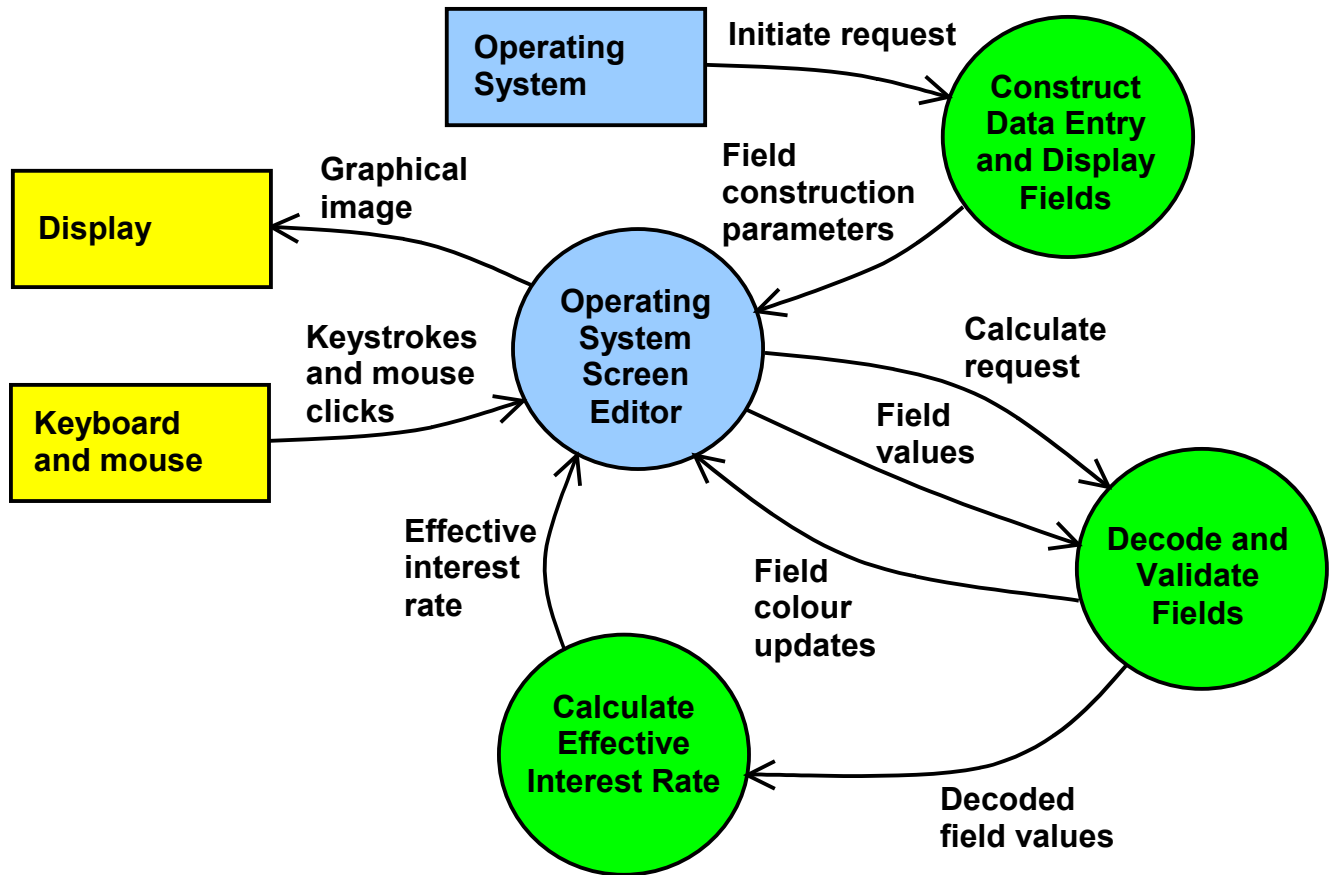 Operating
System
Initiate request
Construct
Data Entry
and Display
Fields
Graphical
image
Field
construction
parameters
Display
Operating
System
Screen
Editor
Keystrokes
and mouse
clicks
Calculate
request
Keyboard
and mouse
Field
values
Effective
interest
rate
Field
colour
updates
Decode and
Validate
Fields
Calculate
Effective
Interest Rate
Decoded
field values